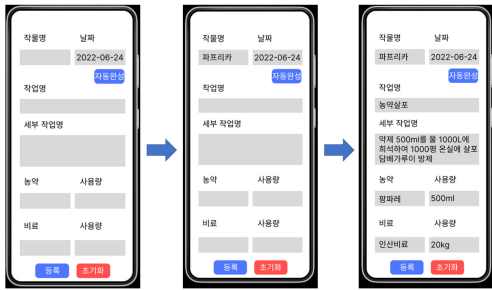 작물명 날짜
2022-06-24
자동완성
작업명
세부 작업명
농약 사용량
비료 사용량
등록 초기화
작물명 날짜
파프리카 2022-06-24
자동완성
작업명
세부 작업명
농약 사용량
비료 사용량
등록 초기화
작물명 날짜
파프리카 2022-06-24
자동완성
작업명
농약살포
세부 작업명
약제 500ml를 물 1000L에
희석하여 1000평 온실에 살포
담배가루이 방제
농약 사용량
팡파레 500ml
비료 사용량
인산비료 20kg
등록 초기화